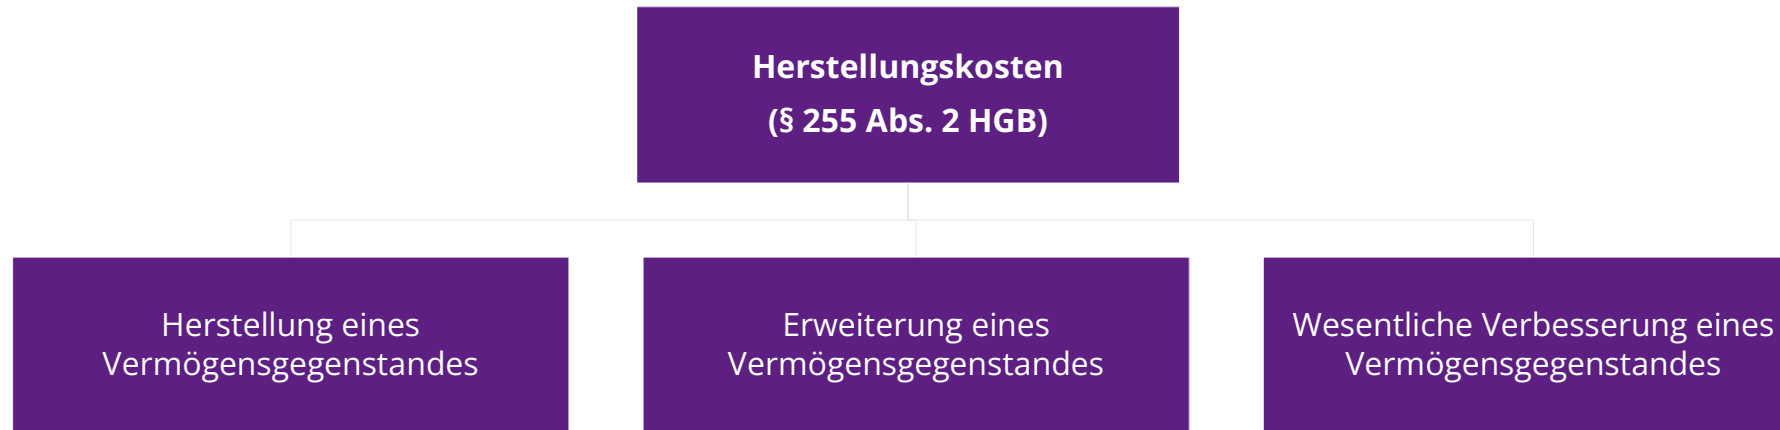 Herstellungskosten
(§ 255 Abs. 2 HGB)
Herstellung eines
Vermögensgegenstandes
Erweiterung eines
Vermögensgegenstandes
Wesentliche Verbesserung eines
Vermögensgegenstandes